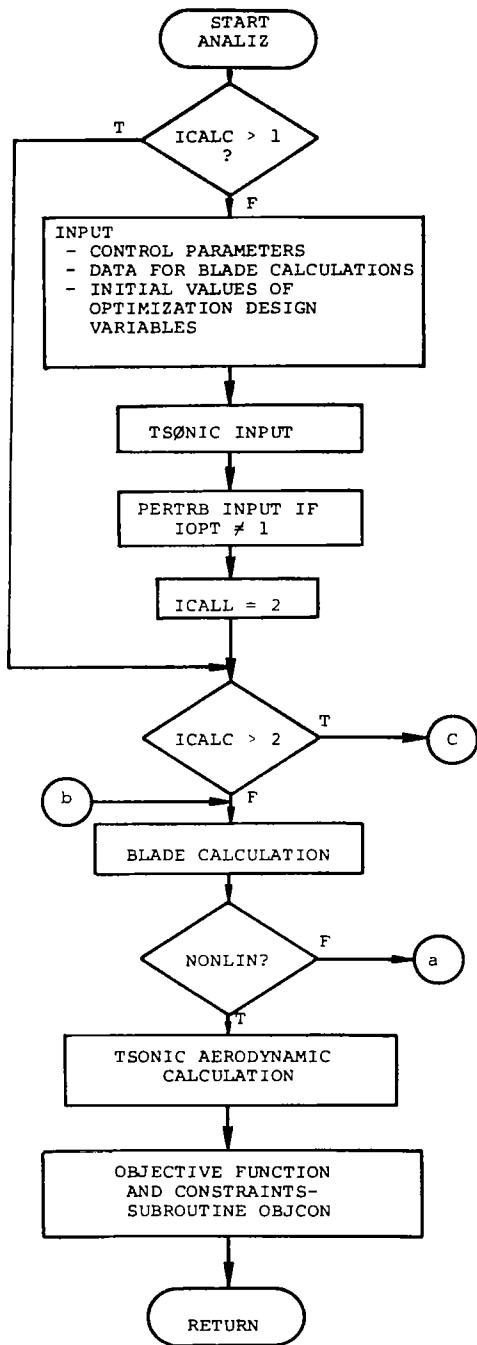 START
ANALIZ
T
ICALC > 1
?
F
INPUT
- CONTROL PARAMETERS
- DATA FOR BLADE CALCULATIONS
- INITIAL VALUES OF
OPTIMIZATION DESIGN
VARIABLES
TSØNIC INPUT
PERTRB INPUT IF
IOPT ≠ 1
ICALL = 2
ICALC > 2
T
C
b
F
BLADE CALCULATION
NONLIN?
F
a
T
TSONIC AERODYNAMIC
CALCULATION
OBJECTIVE FUNCTION
AND CONSTRAINTS-
SUBROUTINE OBJCON
RETURN